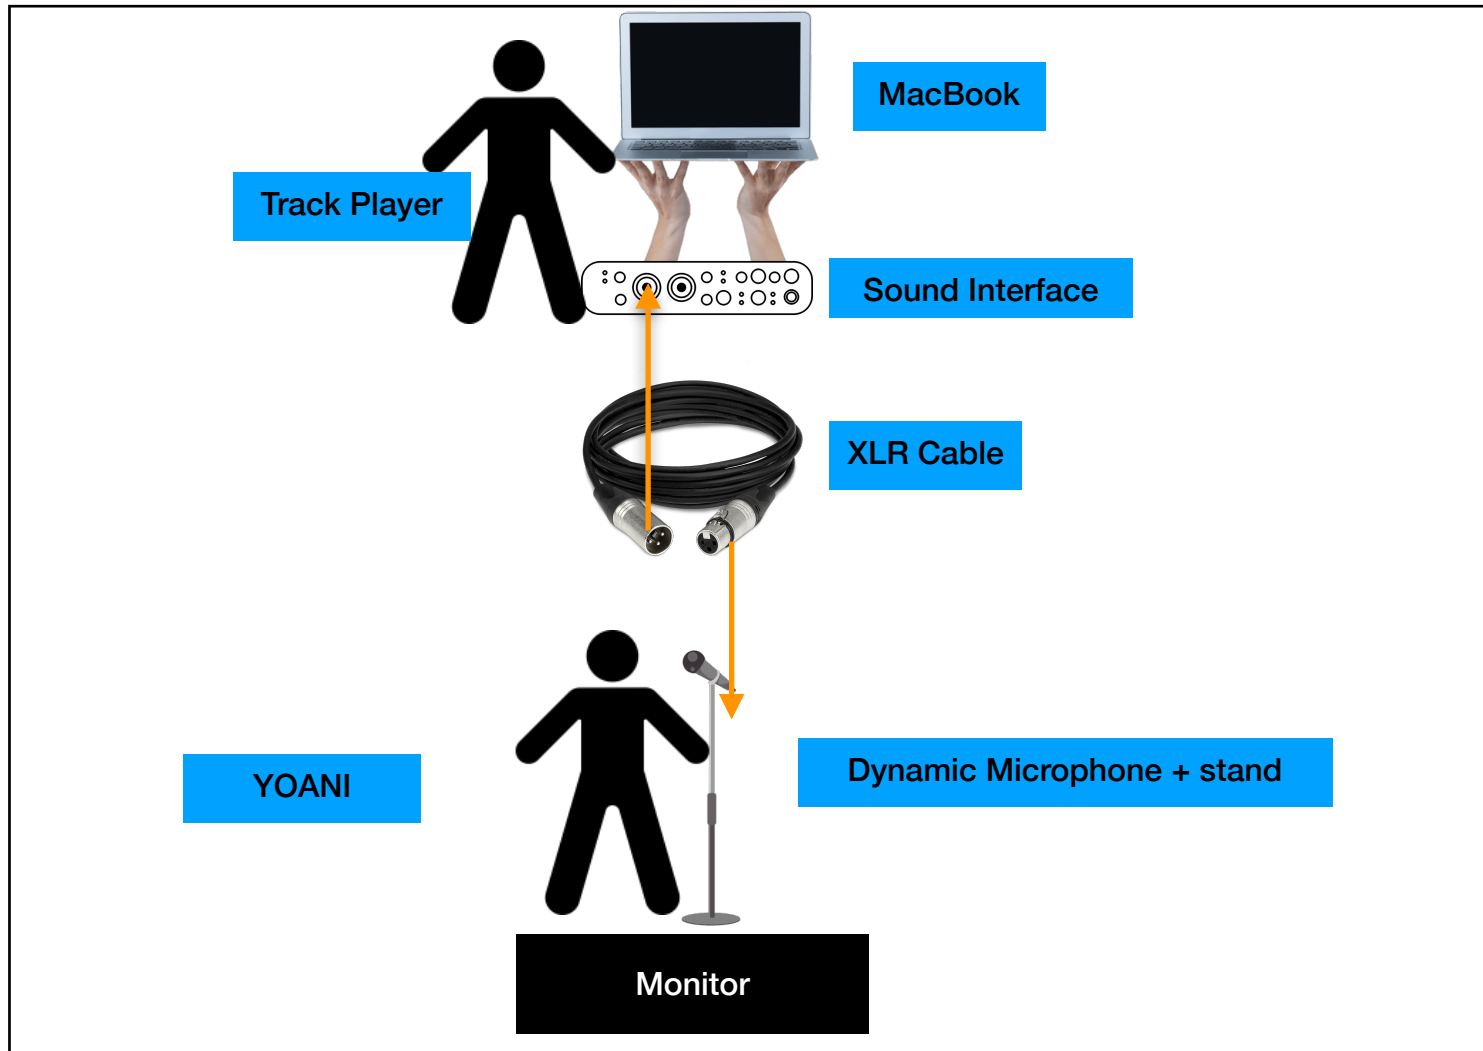 MacBook
Track Player
Sound Interface
XLR Cable
YOANI
Dynamic Microphone + stand
Monitor